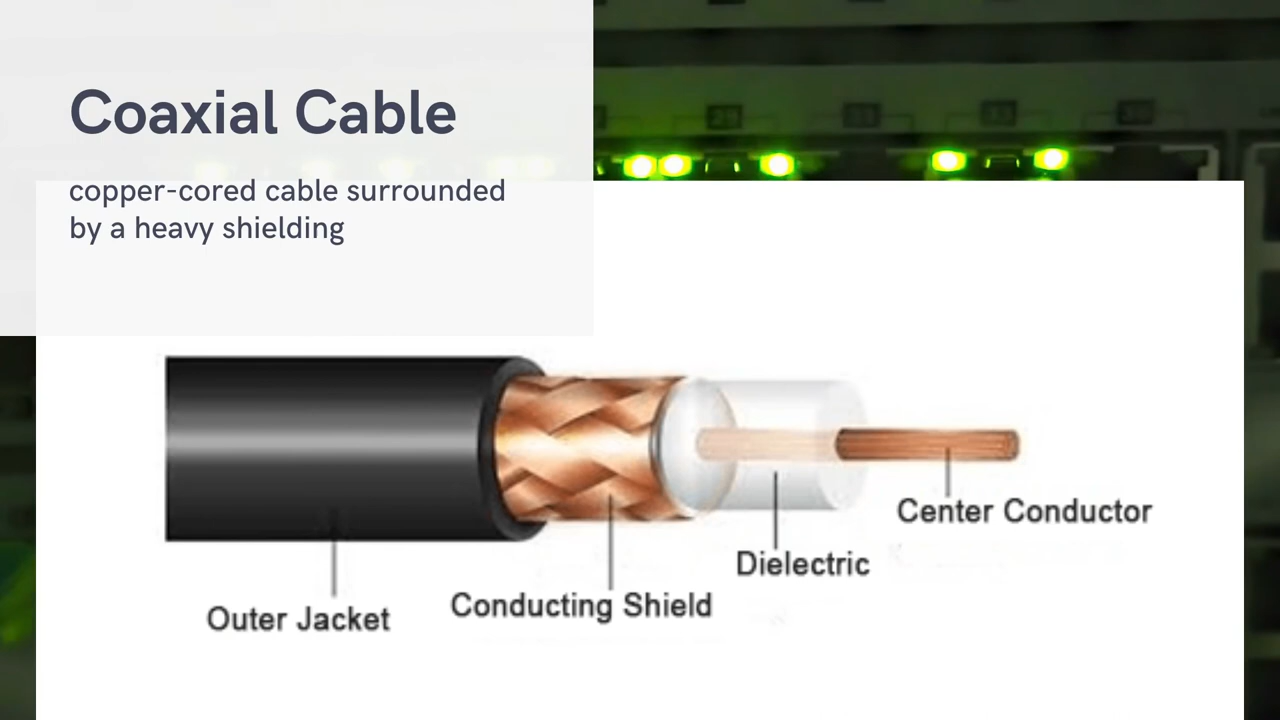 Coaxial Cable
copper-cored cable surrounded
by a heavy shielding
Center Conductor
Dielectric
Conducting Shield
Outer Jacket